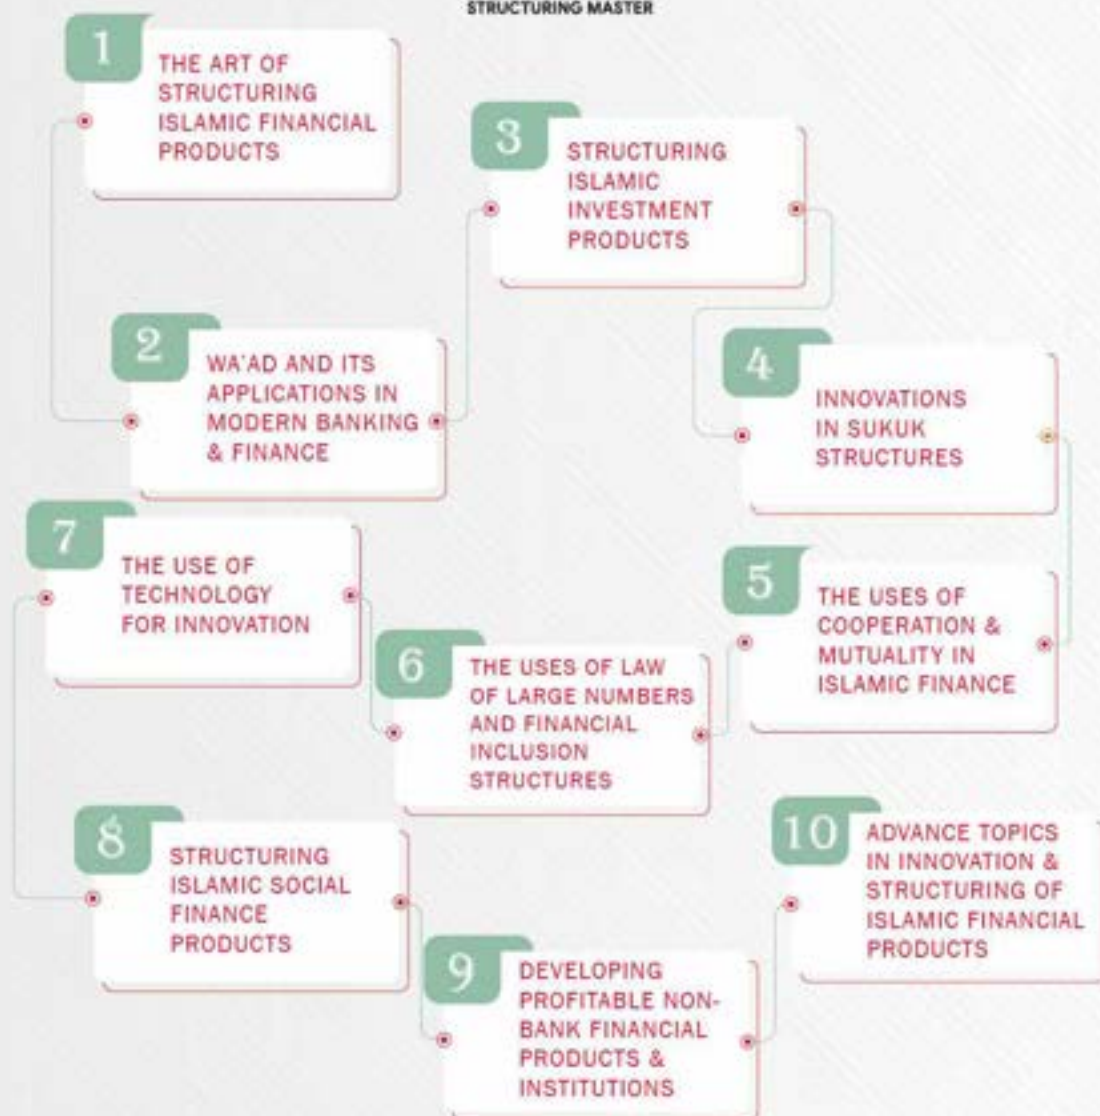 STRUCTURING MASTER
1
THE ART OF
STRUCTURING
ISLAMIC FINANCIAL
PRODUCTS
2
WA'AD AND ITS
APPLICATIONS IN
MODERN BANKING
& FINANCE
3
STRUCTURING
ISLAMIC
INVESTMENT
PRODUCTS
4
INNOVATIONS
IN SUKUK
STRUCTURES
5
THE USES OF
COOPERATION &
MUTUALITY IN
ISLAMIC FINANCE
6
THE USES OF LAW
OF LARGE NUMBERS
AND FINANCIAL
INCLUSION
STRUCTURES
7
THE USE OF
TECHNOLOGY
FOR INNOVATION
8
STRUCTURING
ISLAMIC SOCIAL
FINANCE
PRODUCTS
9
DEVELOPING
PROFITABLE NON-
BANK FINANCIAL
PRODUCTS &
INSTITUTIONS
10
ADVANCE TOPICS
IN INNOVATION &
STRUCTURING OF
ISLAMIC FINANCIAL
PRODUCTS